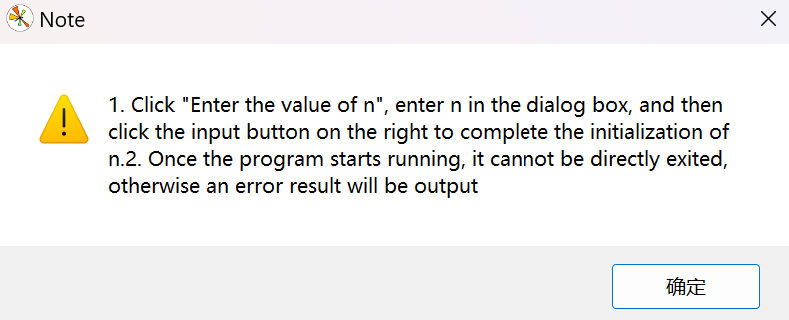 Note
1. Click "Enter the value of n", enter n in the dialog box, and then
click the input button on the right to complete the initialization of
n.2. Once the program starts running, it cannot be directly exited,
otherwise an error result will be output
确定